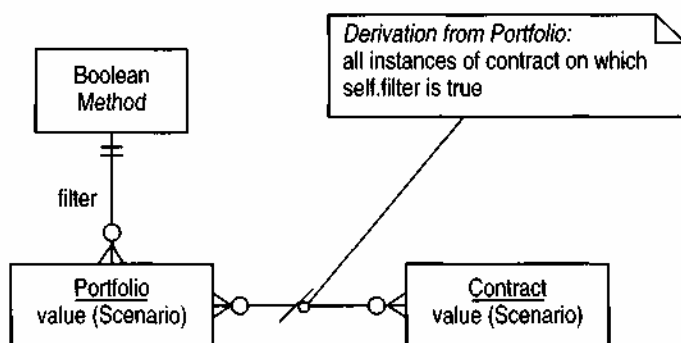 Derivation from Portfolio:
all instances of contract on which
self.filter is true
Boolean
Method
filter
Portfolio
value (Scenario)
Contract
value (Scenario)